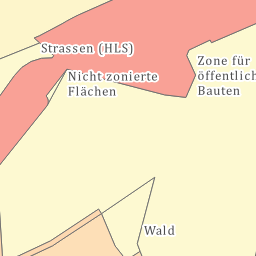 Strassen (HLS)
Nicht zonierte
Flächen
Zone für
öffentlich
Bauten
Wald